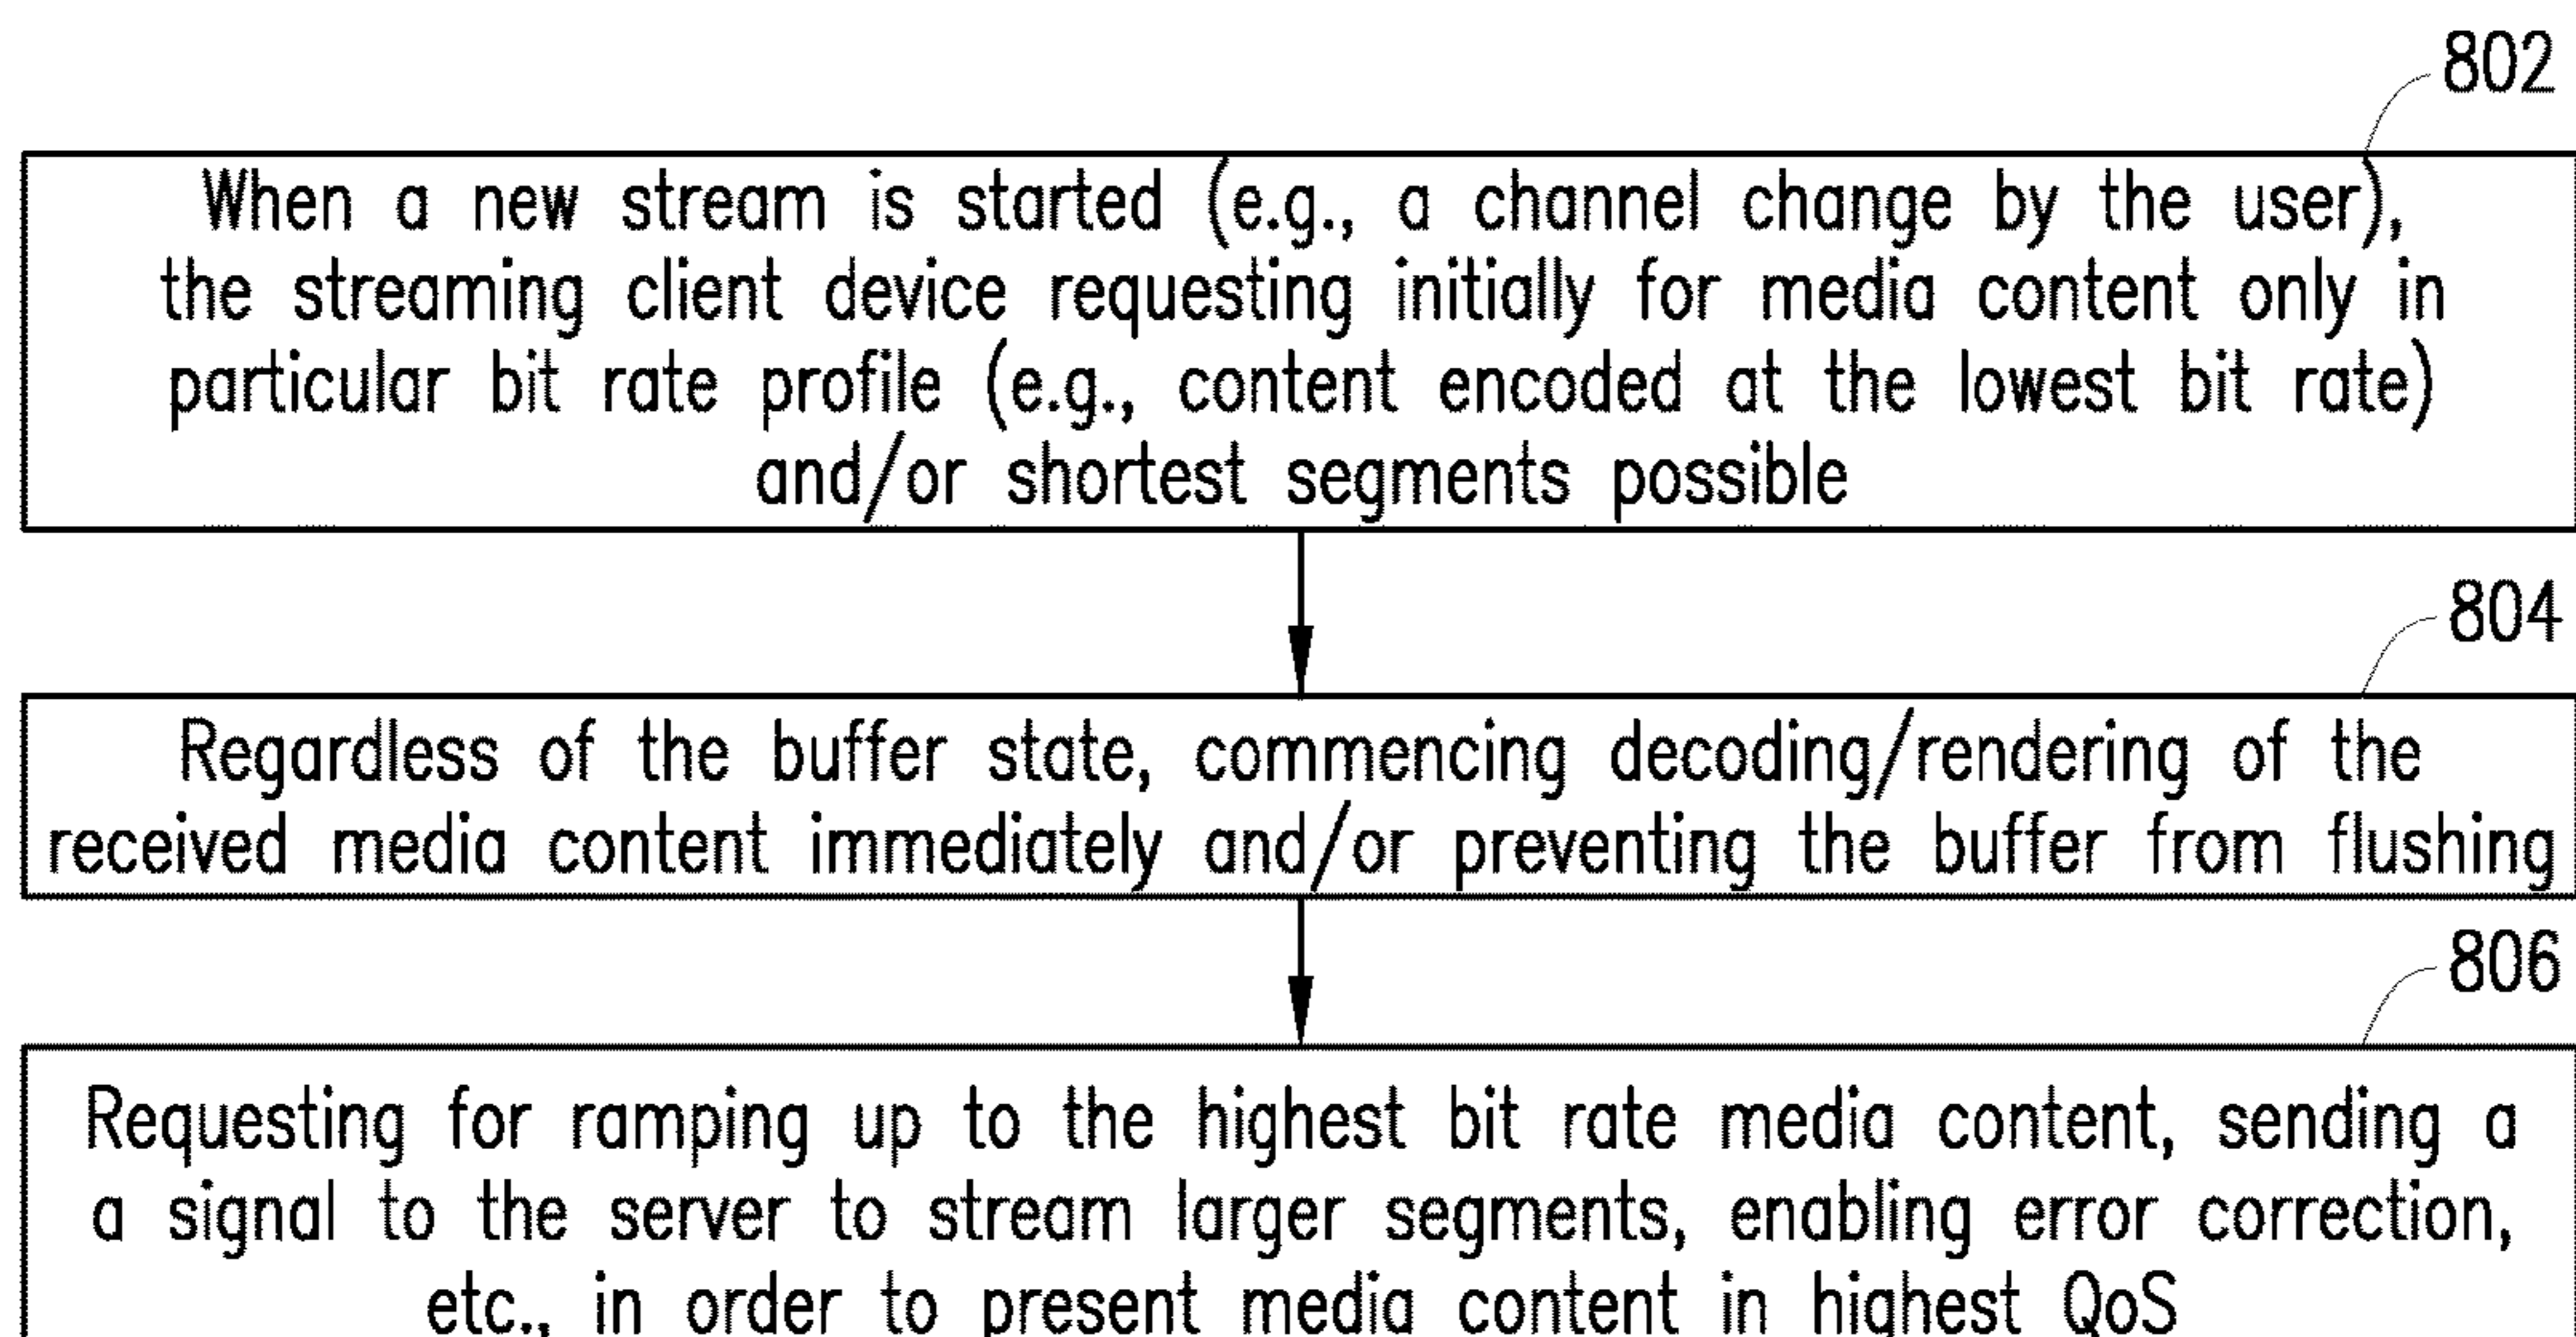 802
When a new stream is started (e.g., a channel change by the user),
the streaming client device requesting initially for media content only in
particular bit rate profile (e.g., content encoded at the lowest bit rate)
and/or shortest segments possible
804
Regardless of the buffer state, commencing decoding/rendering of the
received media content immediately and/or preventing the buffer from flushing
806
Requesting for ramping up to the highest bit rate media content, sending a
a signal to the server to stream larger segments, enabling error correction,
etc., in order to present media content in highest QoS